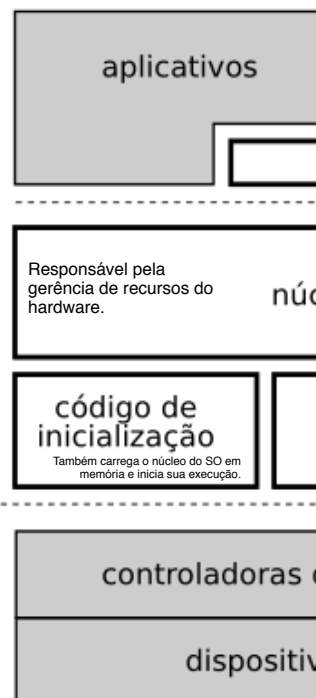 aplicativos
Responsável pela
gerência de recursos do
hardware.
código de
inicialização
Também carrega o núcleo do SO em
memória e inicia sua execução.
controladoras